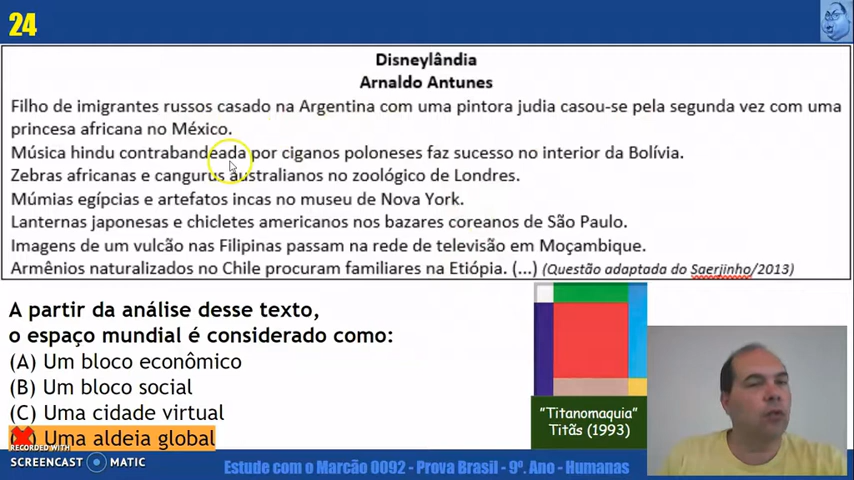 24
Disneylândia
Arnaldo Antunes
Filho de imigrantes russos casado na Argentina com uma pintora judia casou-se pela segunda vez com uma
princesa africana no México.
Música hindu contrabandeada por ciganos poloneses faz sucesso no interior da Bolívia.
Zebras africanas e cangurus australianos no zoológico de Londres.
Múmias egípcias e artefatos incas no museu de Nova York.
Lanternas japonesas e chicletes americanos nos bazares coreanos de São Paulo.
Imagens de um vulcão nas Filipinas passam na rede de televisão em Moçambique.
Armênios naturalizados no Chile procuram familiares na Etiópia. (...) (Questão adaptada do Saerjinho/2013)
A partir da análise desse texto,
o espaço mundial é considerado como:
(A) Um bloco econômico
(B) Um bloco social
(C) Uma cidade virtual
Uma aldeia global
"Titanomaquia"
Titãs (1993)
RECORDED WITH
SCREENCAST MATIC
Estude com o Marcão 0092 - Prova Brasil - 9º. Ano - Humanas